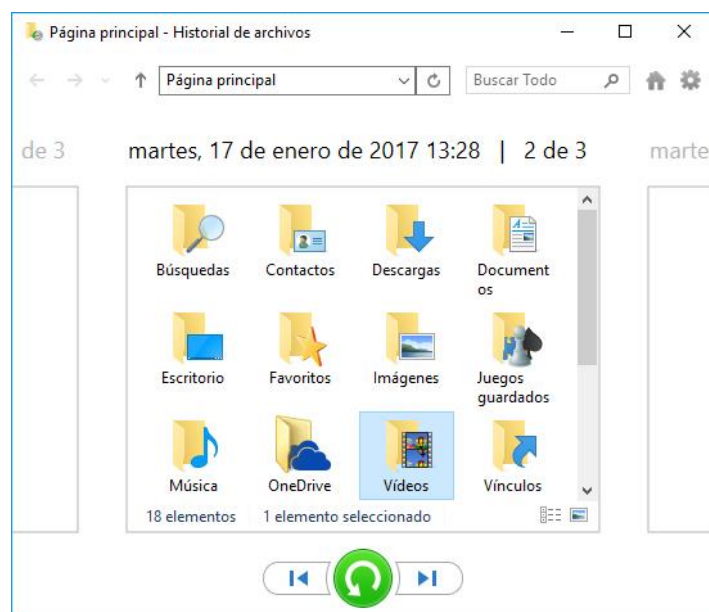 Página principal - Historial de archivos
Página principal
Buscar Todo
de 3
martes, 17 de enero de 2017 13:28 | 2 de 3
marte
Búsquedas
Contactos
Descargas
Document
os
Escritorio
Favoritos
Imágenes
Juegos
guardados
Música
OneDrive
Vídeos
Vínculos
18 elementos
1 elemento seleccionado